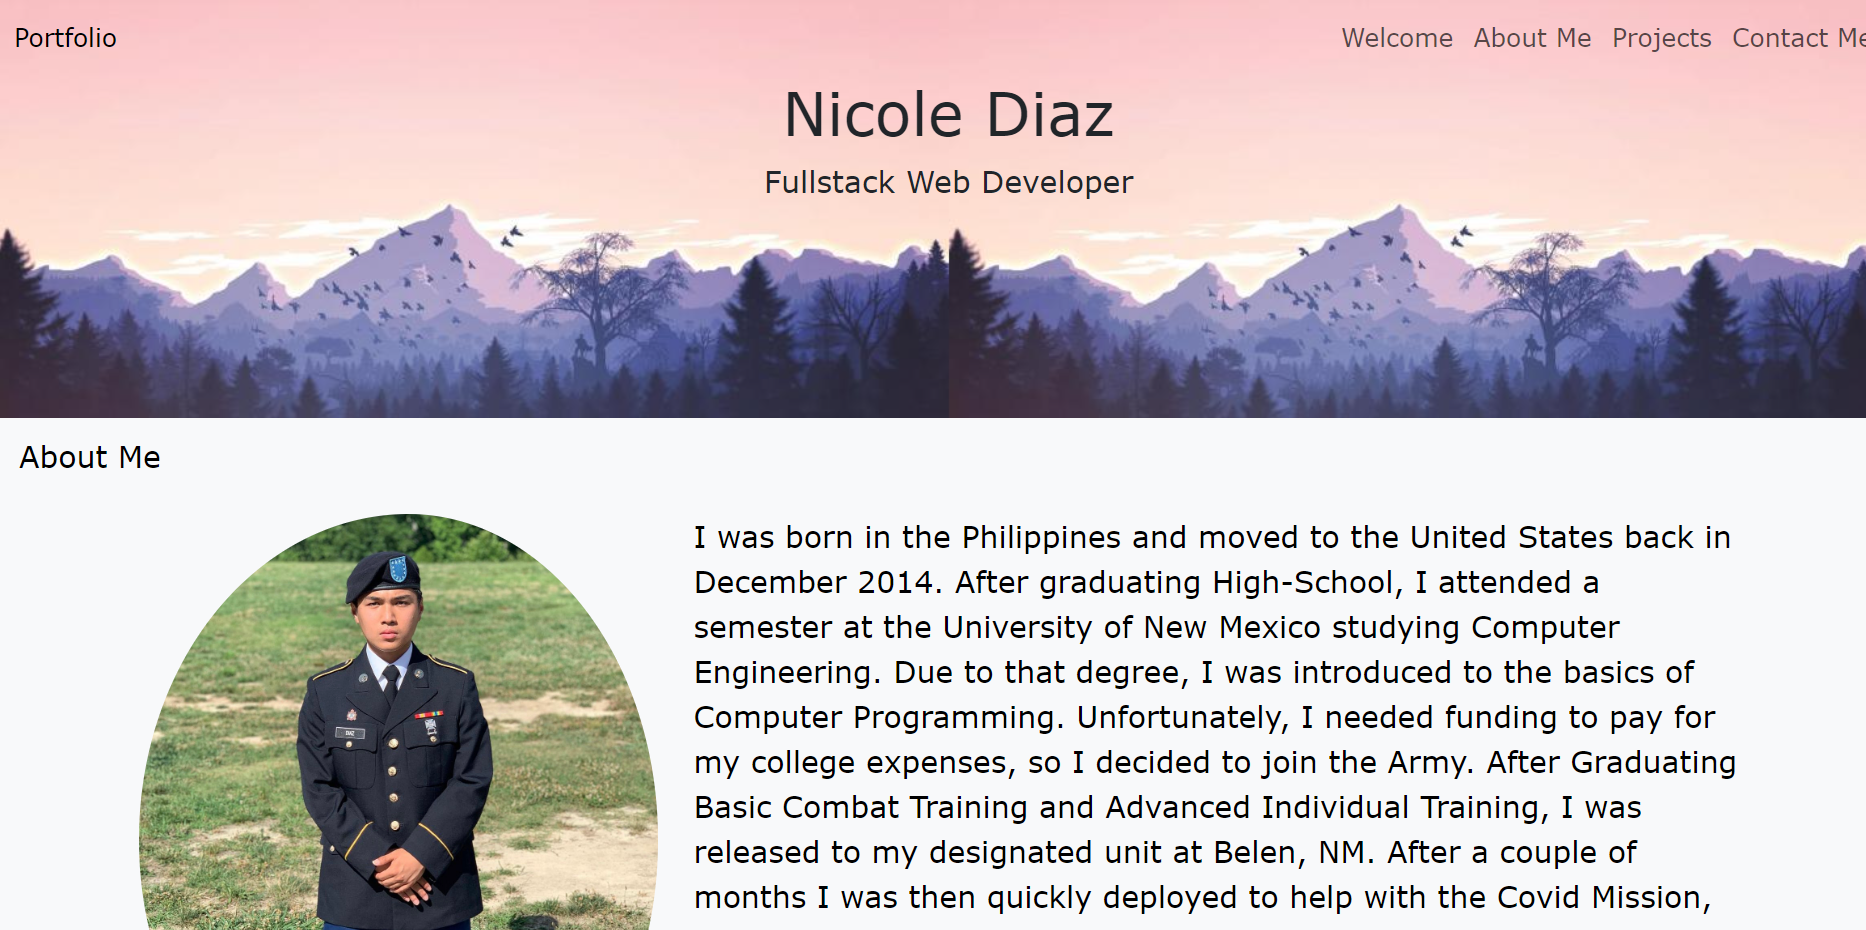 Portfolio
Welcome About Me Projects Contact Me
Nicole Diaz
Fullstack Web Developer
About Me
I was born in the Philippines and moved to the United States back in
December 2014. After graduating High-School, I attended a
semester at the University of New Mexico studying Computer
Engineering. Due to that degree, I was introduced to the basics of
Computer Programming. Unfortunately, I needed funding to pay for
my college expenses, so I decided to join the Army. After Graduating
Basic Combat Training and Advanced Individual Training, I was
released to my designated unit at Belen, NM. After a couple of
months I was then quickly deployed to help with the Covid Mission,
DIAZ